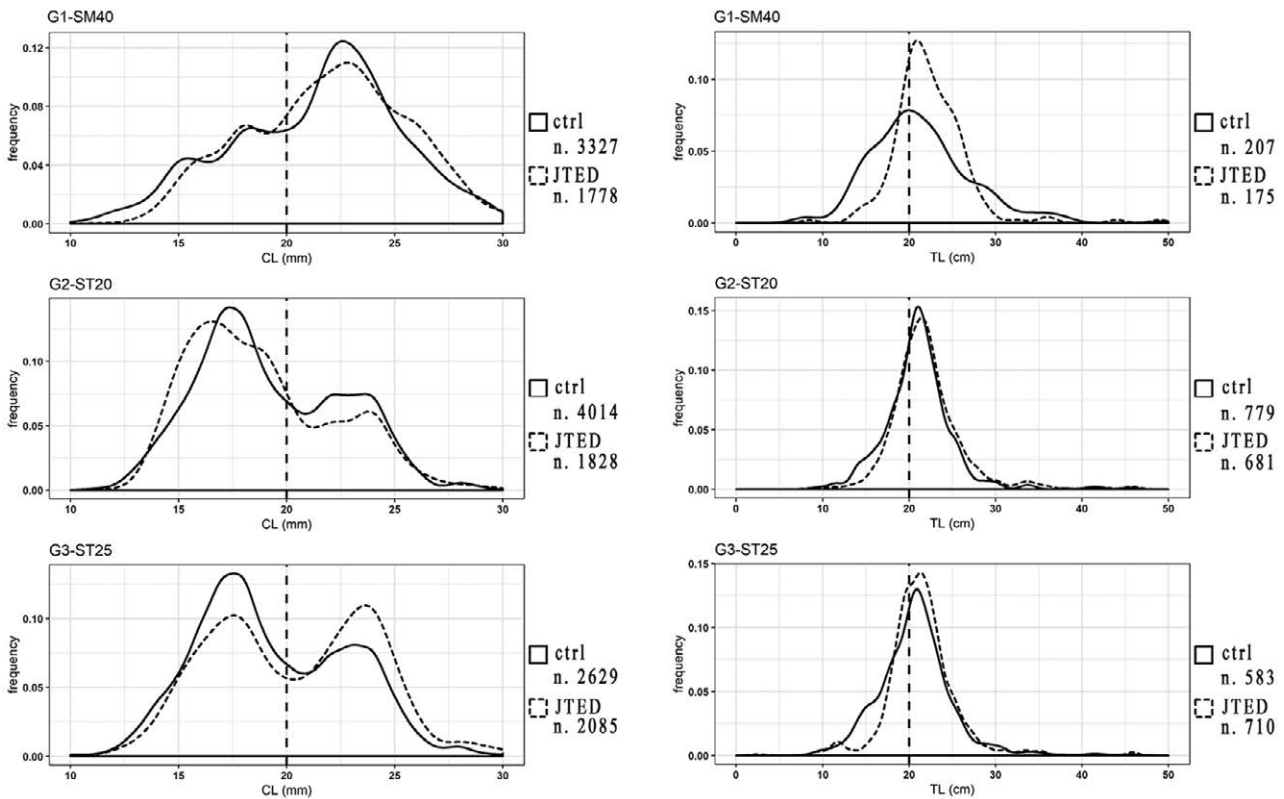 G1-SM40
frequency
0.12
0.08
0.04
0.00
10 15 20 25 30
CL (mm)
ctrl
n. 3327
JTED
n. 1778
G1-SM40
frequency
0.10
0.05
0.00
0 10 20 30 40 50
TL (cm)
ctrl
n. 207
JTED
n. 175
G2-ST20
frequency
0.10
0.05
0.00
10 15 20 25 30
CL (mm)
ctrl
n. 4014
JTED
n. 1828
G2-ST20
frequency
0.15
0.10
0.05
0.00
0 10 20 30 40 50
TL (cm)
ctrl
n. 779
JTED
n. 681
G3-ST25
frequency
0.10
0.05
0.00
10 15 20 25 30
CL (mm)
ctrl
n. 2629
JTED
n. 2085
G3-ST25
frequency
0.15
0.10
0.05
0.00
0 10 20 30 40 50
TL (cm)
ctrl
n. 583
JTED
n. 710